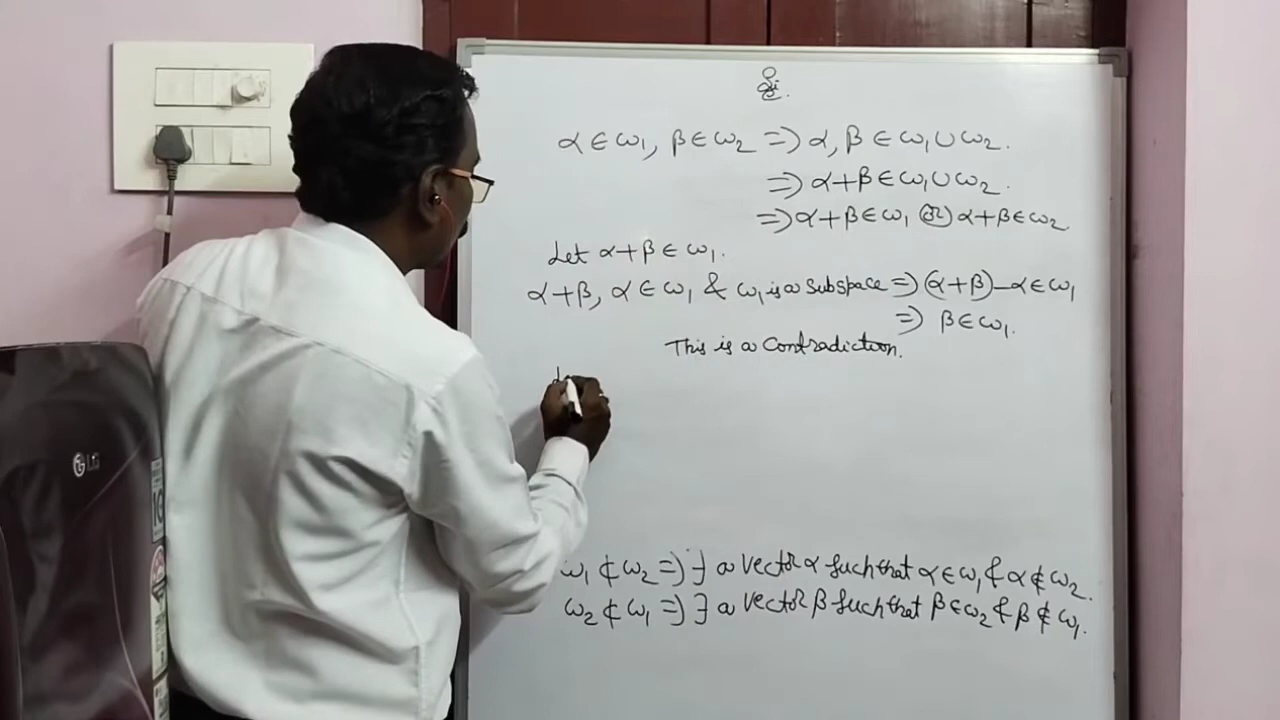 α ∈ ω₁, β ∈ ω₂ ⇒ α, β ∈ ω₁ ∪ ω₂.
⇒ α+β ∈ ω₁ ∪ ω₂.
⇒ α+β ∈ ω₁ (or) α+β ∈ ω₂
Let α+β ∈ ω₁.
α+β, α ∈ ω₁ & ω₁ is a subspace ⇒ (α+β)-α ∈ ω₁
⇒ β ∈ ω₁.
This is a Contradiction.
ω₁ ⊄ ω₂ ⇒ ∃ a vector α such that α ∈ ω₁ & α ∉ ω₂.
ω₂ ⊄ ω₁ ⇒ ∃ a vector β such that β ∈ ω₂ & β ∉ ω₁.
LG